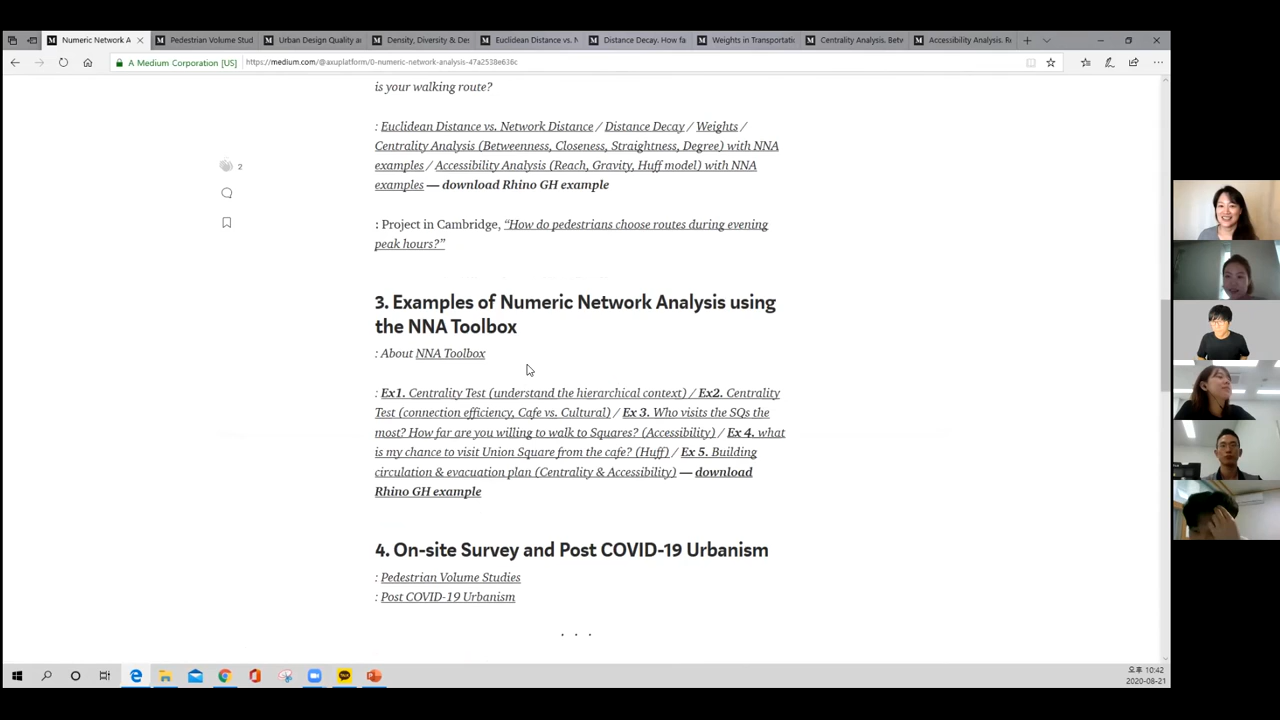 Numeric Network A
Pedestrian Volume Stud
Urban Design Quality an
Density, Diversity & De
Euclidean Distance vs. N
Distance Decay. How fa
Weights in Transportatio
Centrality Analysis. Betw
Accessibility Analysis. Re
A Medium Corporation [US]
https://medium.com/@axuplatform/0-numeric-network-analysis-47a2538e636c
is your walking route?
: Euclidean Distance vs. Network Distance / Distance Decay / Weights /
Centrality Analysis (Betweenness, Closeness, Straightness, Degree) with NNA
examples / Accessibility Analysis (Reach, Gravity, Huff model) with NNA
examples — download Rhino GH example
2
: Project in Cambridge, “How do pedestrians choose routes during evening
peak hours?”
3. Examples of Numeric Network Analysis using
the NNA Toolbox
: About NNA Toolbox
: Ex1. Centrality Test (understand the hierarchical context) / Ex2. Centrality
Test (connection efficiency, Cafe vs. Cultural) / Ex 3. Who visits the SQs the
most? How far are you willing to walk to Squares? (Accessibility) / Ex 4. what
is my chance to visit Union Square from the cafe? (Huff) / Ex 5. Building
circulation & evacuation plan (Centrality & Accessibility) — download
Rhino GH example
4. On-site Survey and Post COVID-19 Urbanism
: Pedestrian Volume Studies
: Post COVID-19 Urbanism
. . .
오후 10:42
2020-08-21